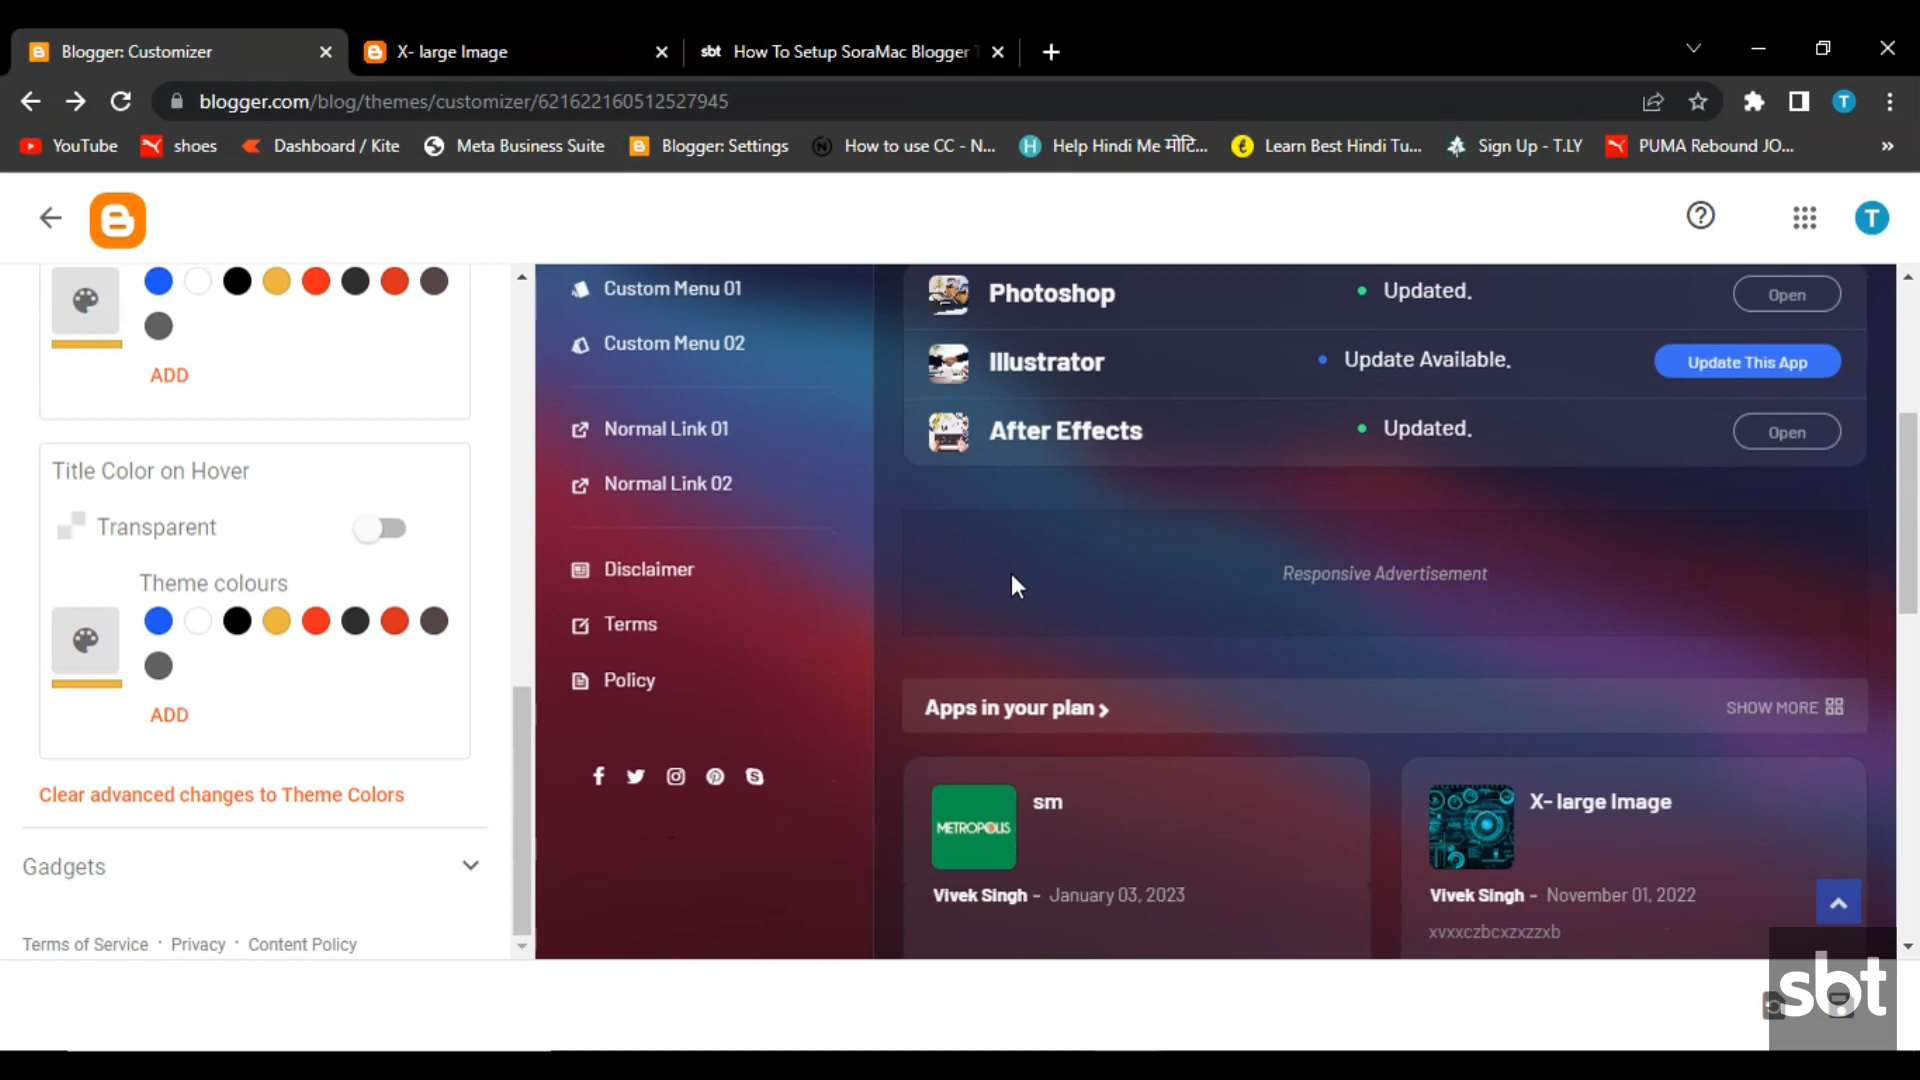 Blogger: Customizer
X- large Image
sbt How To Setup SoraMac Blogger
blogger.com/blog/themes/customizer/621622160512527945
T
YouTube
shoes
Dashboard / Kite
Meta Business Suite
Blogger: Settings
How to use CC - N...
Help Hindi Me मोटि...
Learn Best Hindi Tu...
Sign Up - T.LY
PUMA Rebound JO...
»
T
ADD
Title Color on Hover
Transparent
Theme colours
ADD
Clear advanced changes to Theme Colors
Gadgets
Terms of Service · Privacy · Content Policy
Custom Menu 01
Custom Menu 02
Normal Link 01
Normal Link 02
Disclaimer
Terms
Policy
Photoshop
Updated.
Open
Illustrator
Update Available.
Update This App
After Effects
Updated.
Open
Responsive Advertisement
Apps in your plan
SHOW MORE
METROPOLIS
sm
Vivek Singh - January 03, 2023
X- large Image
Vivek Singh - November 01, 2022
xvxxczbcxzxzzxb
sbt